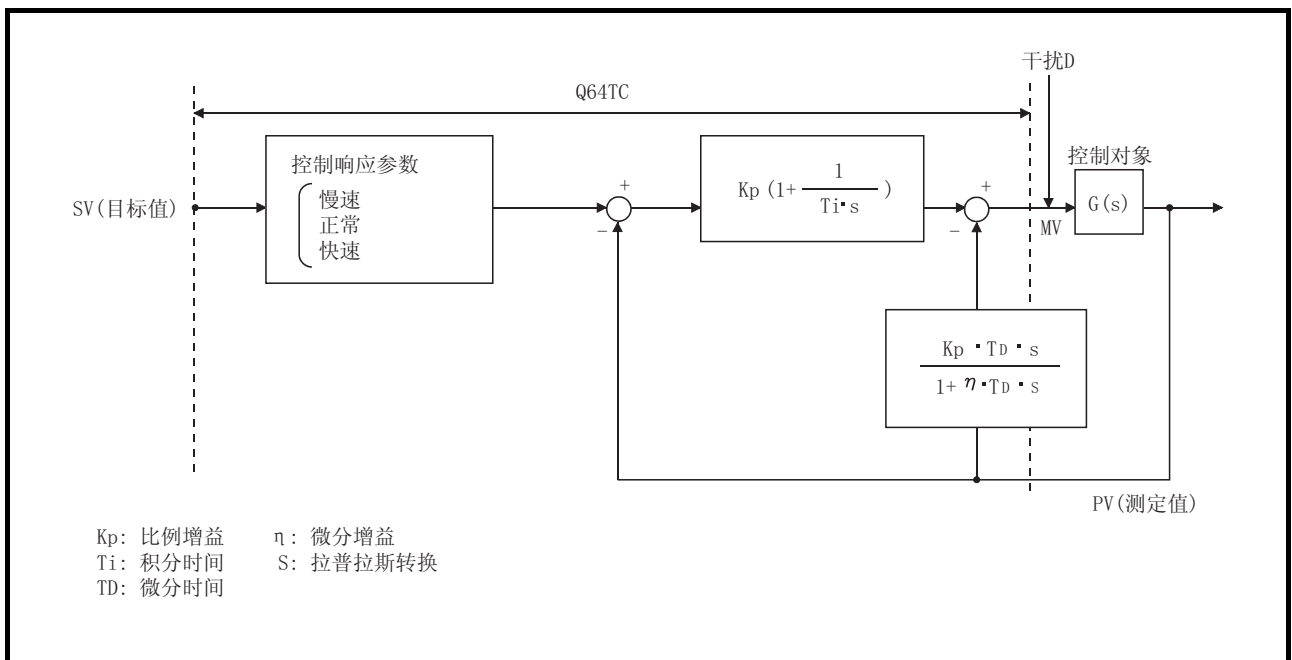 干扰D
Q64TC
控制对象
控制响应参数
慢速
正常
快速
SV(目标值)
+
−
Kp(1+ 1 / Ti▪s )
+
−
MV
G(s)
Kp ▪TD▪s
1+η▪TD▪s
PV(测定值)
Kp: 比例增益 η: 微分增益
Ti: 积分时间 S: 拉普拉斯转换
TD: 微分时间